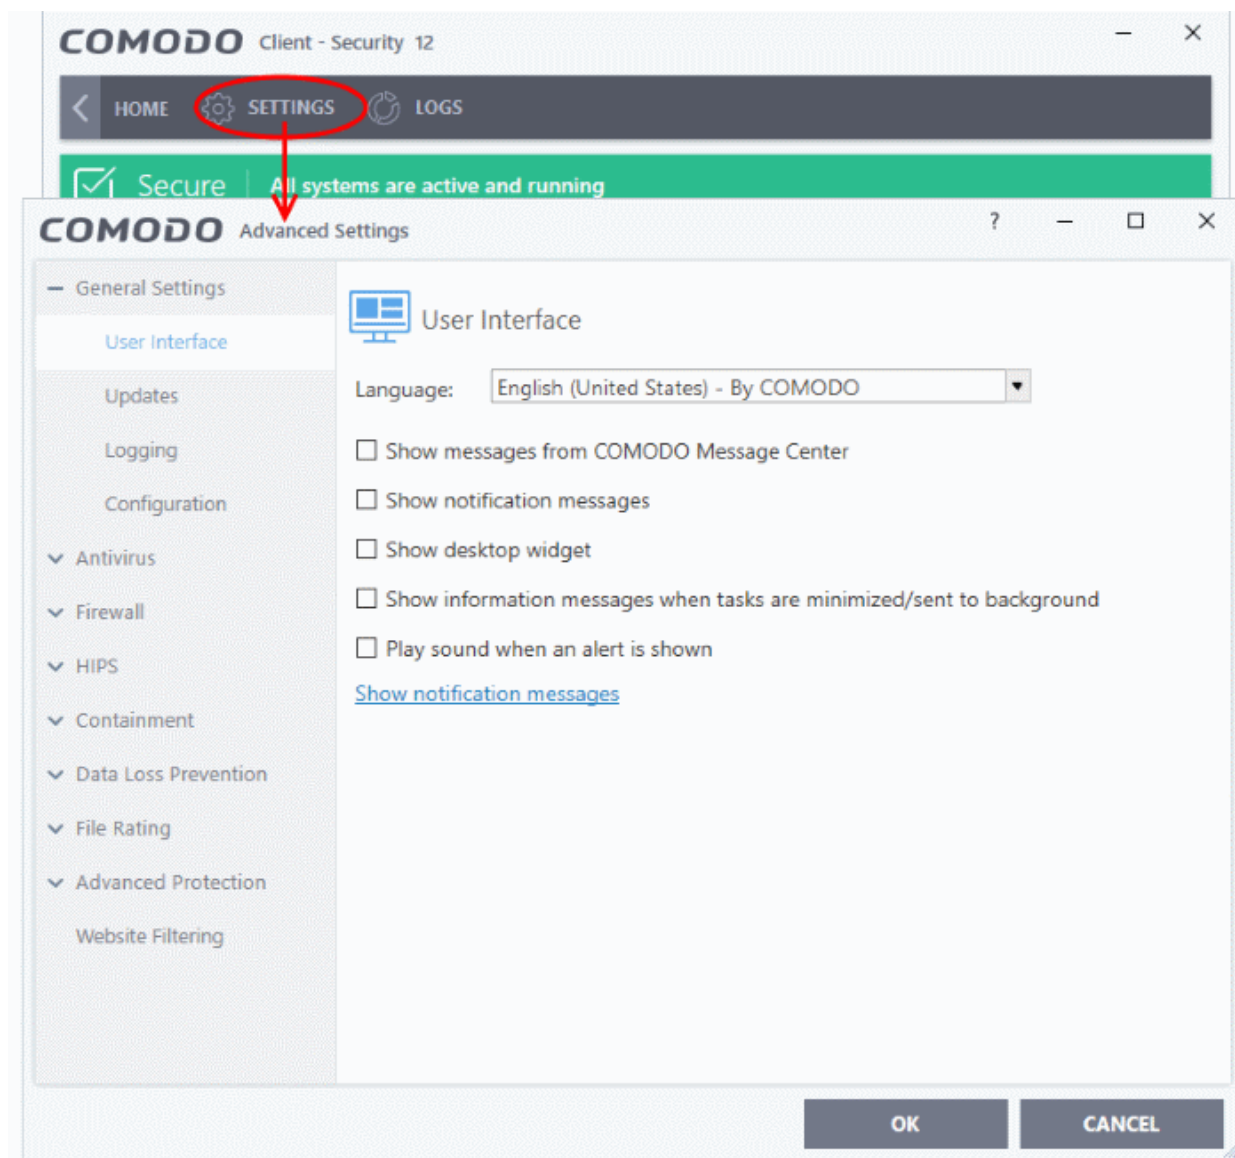 COMODO Client - Security 12
HOME SETTINGS LOGS
Secure All systems are active and running
COMODO Advanced Settings ?
General Settings
User Interface
Updates
Logging
Configuration
Antivirus
Firewall
HIPS
Containment
Data Loss Prevention
File Rating
Advanced Protection
Website Filtering
User Interface
Language: English (United States) - By COMODO
Show messages from COMODO Message Center
Show notification messages
Show desktop widget
Show information messages when tasks are minimized/sent to background
Play sound when an alert is shown
Show notification messages
OK CANCEL